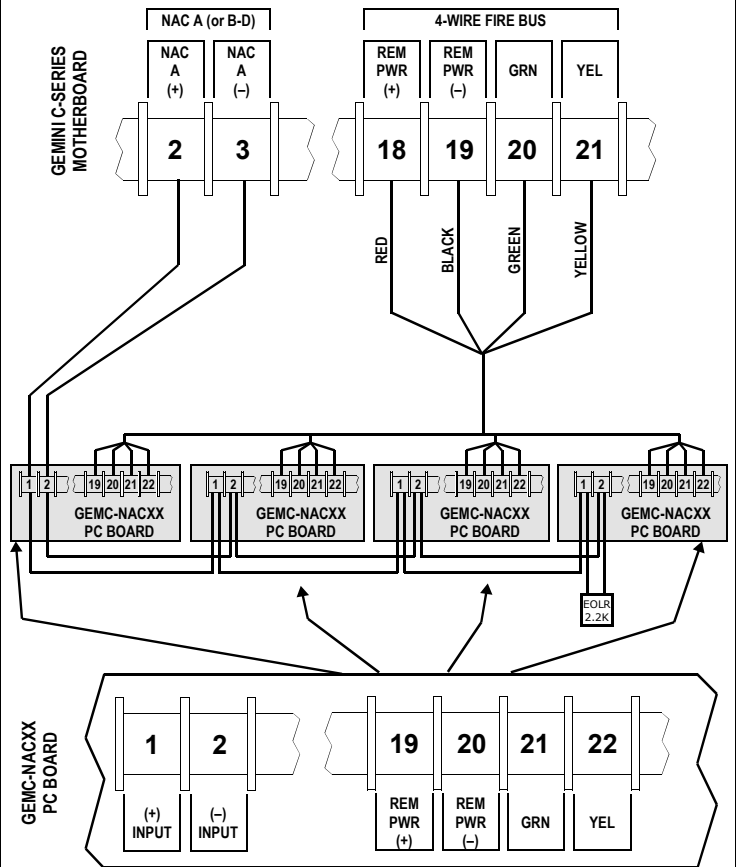 NAC A (or B-D)
4-WIRE FIRE BUS
GEMINI C-SERIES
MOTHERBOARD
NAC
A
(+)
NAC
A
(–)
REM
PWR
(+)
REM
PWR
(–)
GRN
YEL
2
3
18
19
20
21
RED
BLACK
GREEN
YELLOW
1
2
19
20
21
22
GEMC-NACXX
PC BOARD
1
2
19
20
21
22
GEMC-NACXX
PC BOARD
1
2
19
20
21
22
GEMC-NACXX
PC BOARD
1
2
19
20
21
22
GEMC-NACXX
PC BOARD
EOLR
2.2K
GEMC-NACXX
PC BOARD
1
2
19
20
21
22
(+)
INPUT
(–)
INPUT
REM
PWR
(+)
REM
PWR
(–)
GRN
YEL